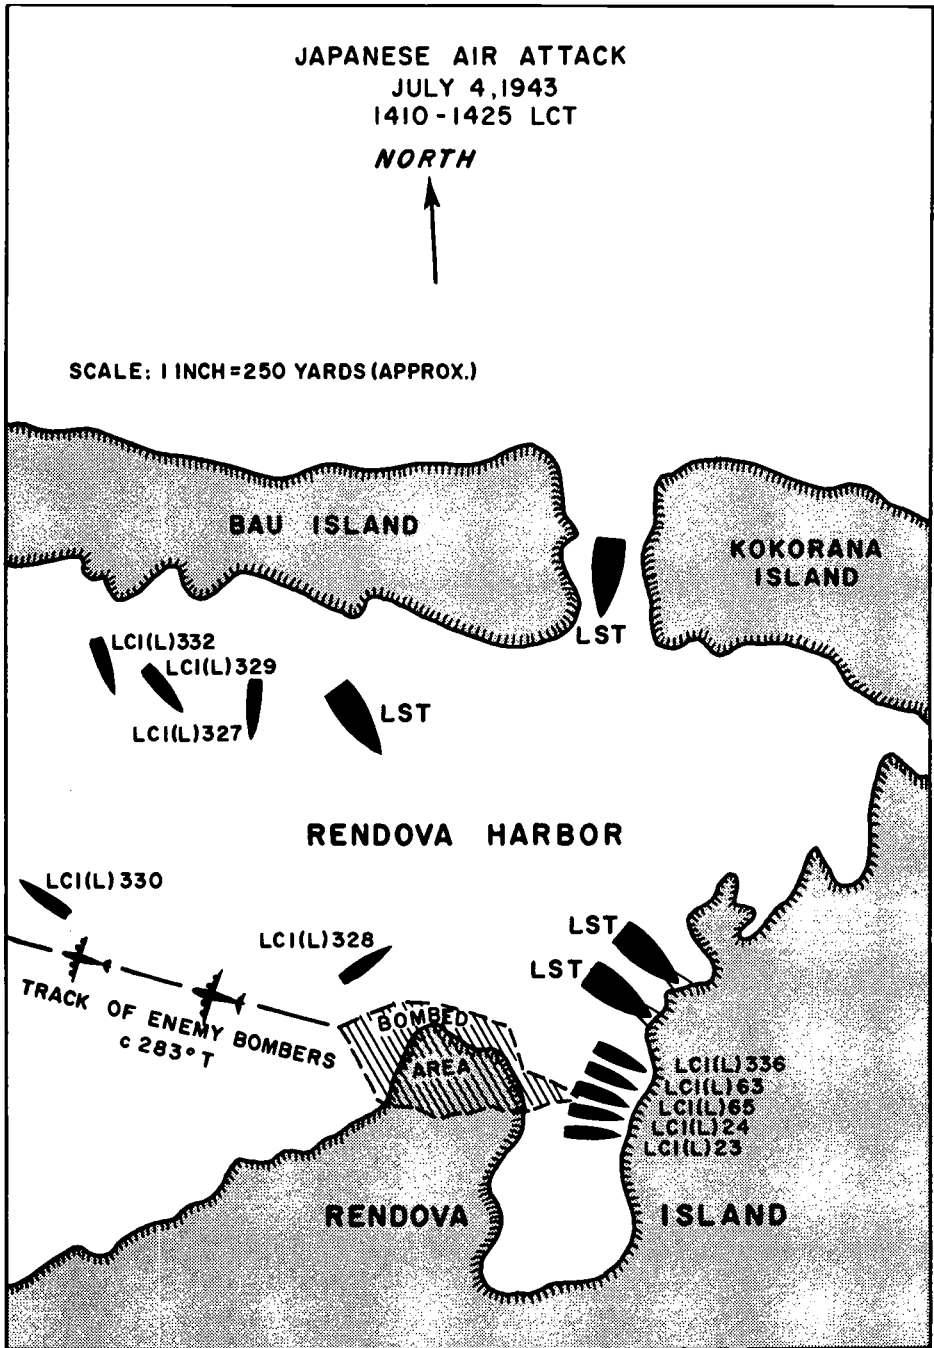 JAPANESE AIR ATTACK
JULY 4, 1943
1410-1425 LCT
NORTH
SCALE: 1 INCH=250 YARDS (APPROX.)
BAU ISLAND
KOKORANA
ISLAND
LST
LCI(L)332
LCI(L)329
LCI(L)327
LST
RENDOVA HARBOR
LCI(L)330
LCI(L)328
LST
LST
TRACK OF ENEMY BOMBERS
c 283° T
BOMBED
AREA
LCI(L)336
LCI(L)63
LCI(L)65
LCI(L)24
LCI(L)23
RENDOVA ISLAND